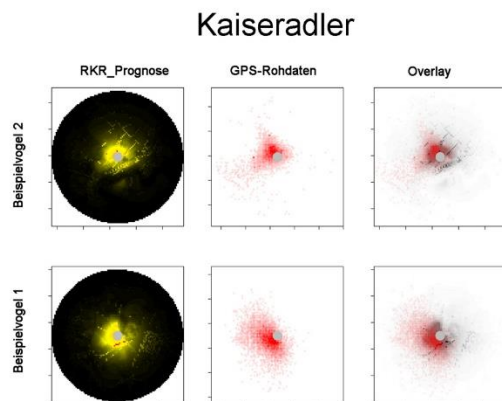 Kaiseradler
RKR_Prognose
GPS-Rohdaten
Overlay
Beispielvogel 2
Beispielvogel 1